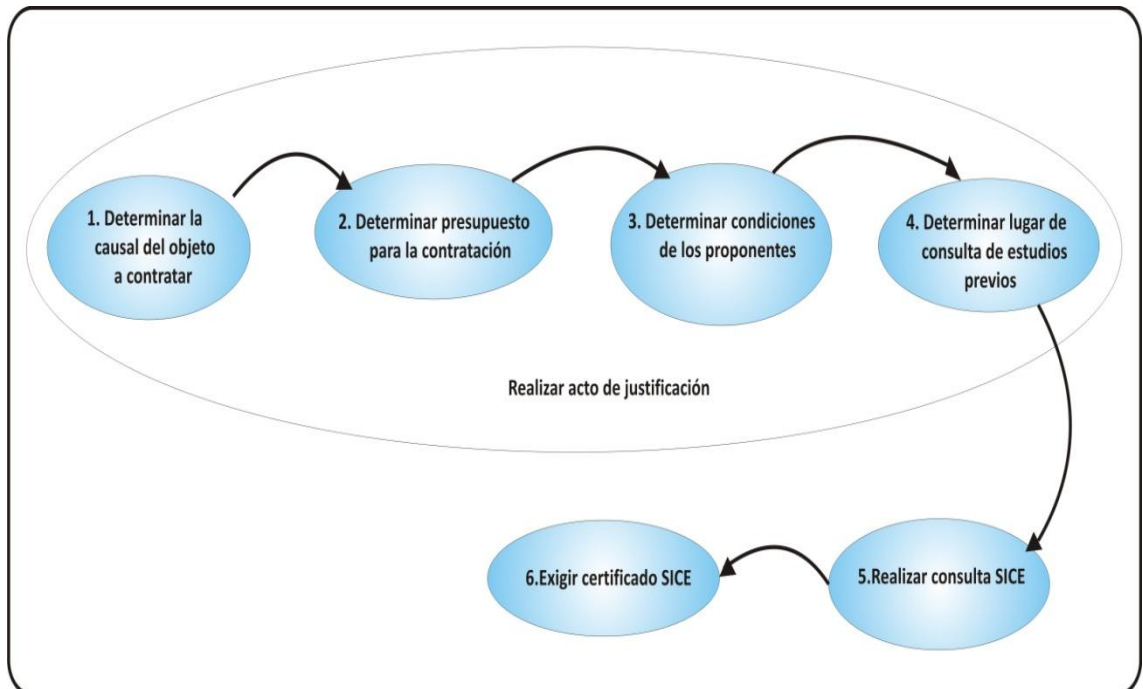 1. Determinar la
causal del objeto
a contratar
2. Determinar presupuesto
para la contratación
3. Determinar condiciones
de los proponentes
4. Determinar lugar de
consulta de estudios
previos
Realizar acto de justificación
5.Realizar consulta SICE
6.Exigir certificado SICE